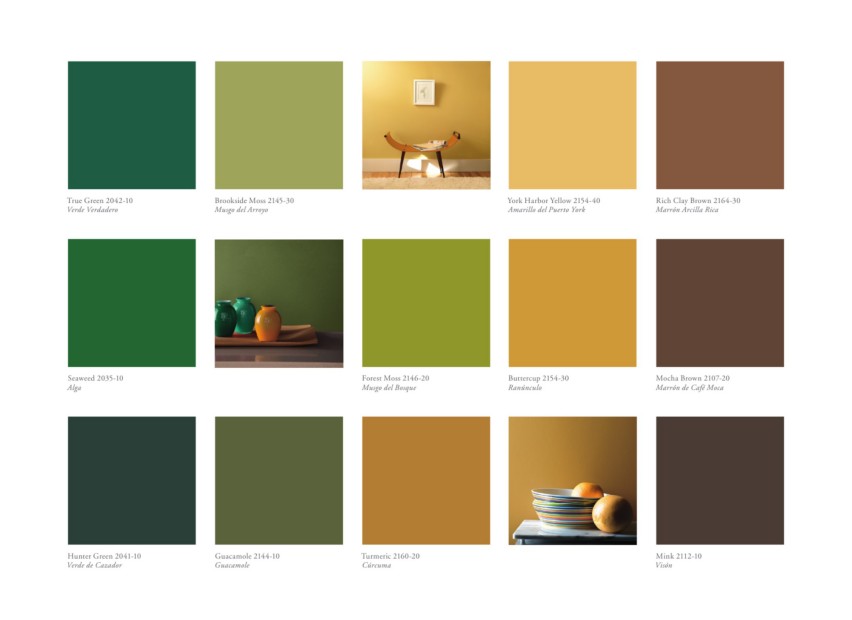 True Green 2042-10
Verde Verdadero
Brookside Moss 2145-30
Musgo del Arroyo
York Harbor Yellow 2154-40
Amarillo del Puerto York
Rich Clay Brown 2164-30
Marrón Arcilla Rica
Seaweed 2035-10
Alga
Forest Moss 2146-20
Musgo del Bosque
Buttercup 2154-30
Ranúnculo
Mocha Brown 2107-20
Marrón de Café Moca
Hunter Green 2041-10
Verde de Cazador
Guacamole 2144-10
Guacamole
Turmeric 2160-20
Cúrcuma
Mink 2112-10
Visón